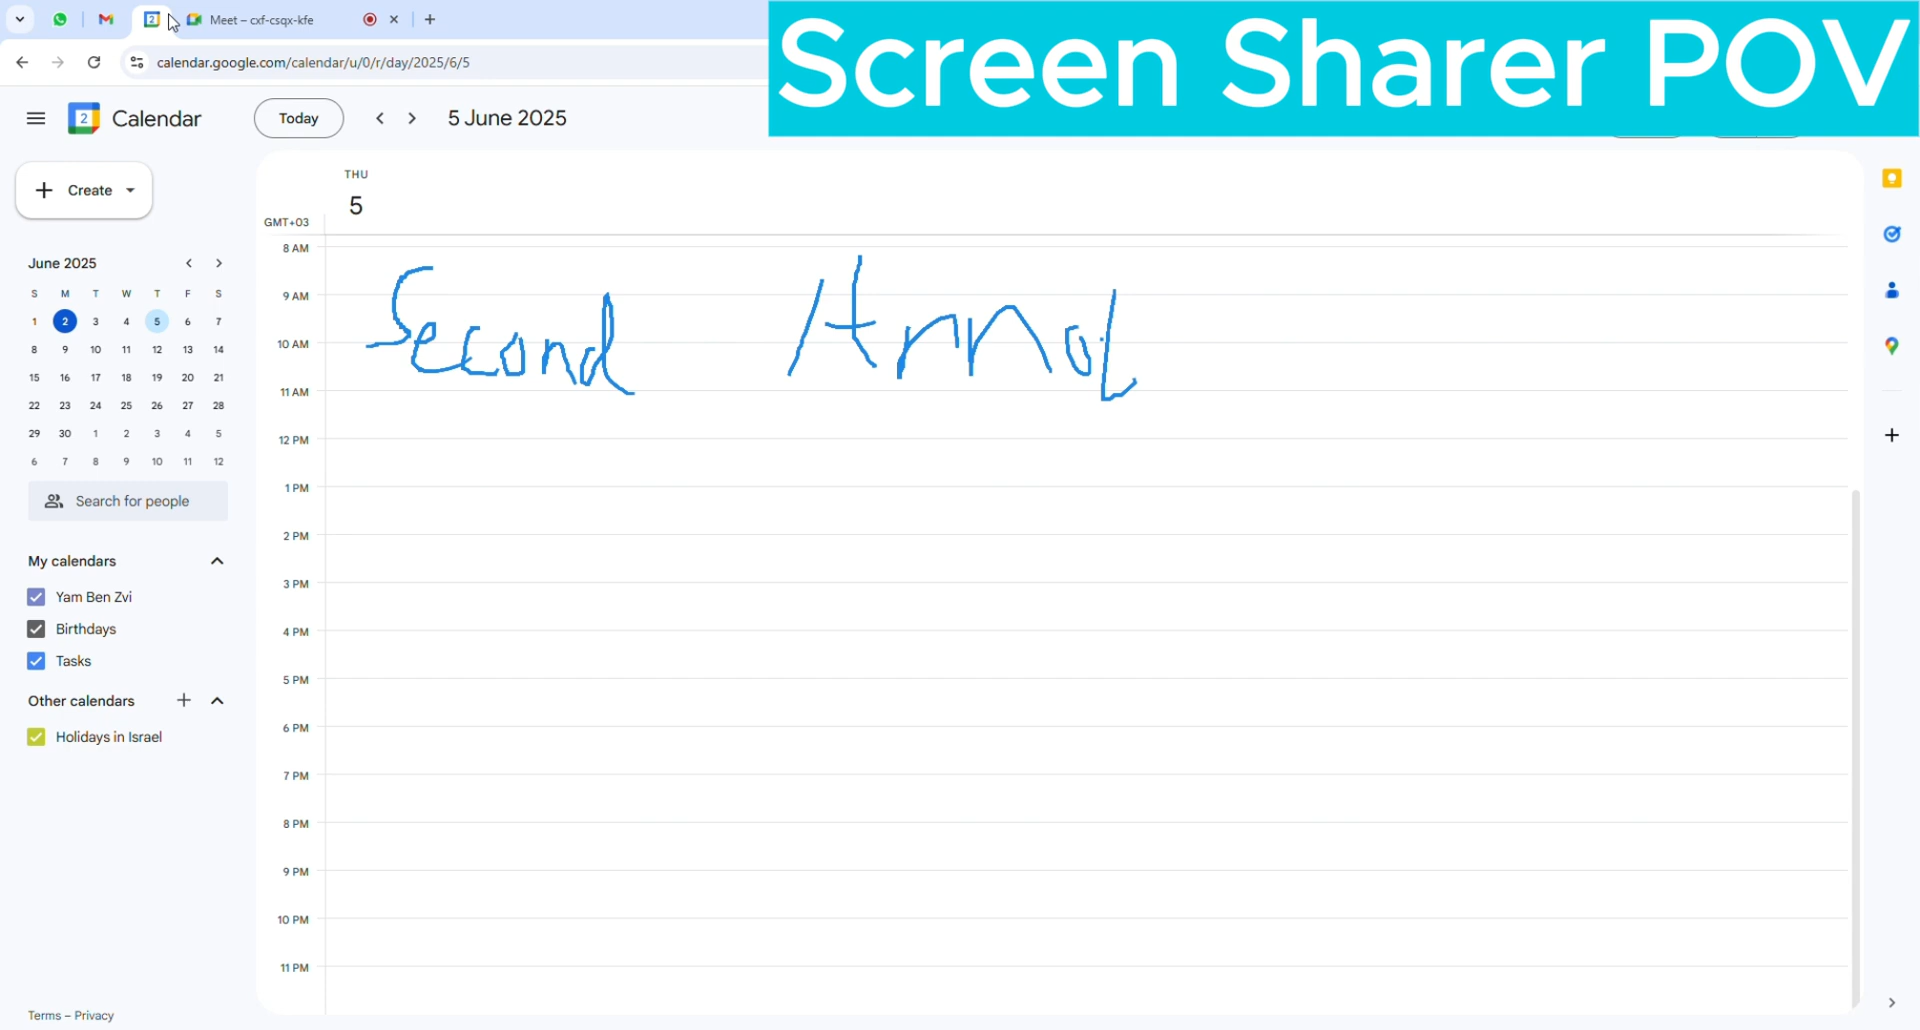 2 Meet – cxf-csqx-kfe
calendar.google.com/calendar/u/0/r/day/2025/6/5
Screen Sharer POV
2 Calendar Today 5 June 2025
Create
THU
5
GMT+03
June 2025
S M T W T F S
1 2 3 4 5 6 7
8 9 10 11 12 13 14
15 16 17 18 19 20 21
22 23 24 25 26 27 28
29 30 1 2 3 4 5
6 7 8 9 10 11 12
Search for people
My calendars
Yam Ben Zvi
Birthdays
Tasks
Other calendars
Holidays in Israel
Terms – Privacy
8 AM
9 AM
10 AM
11 AM
12 PM
1 PM
2 PM
3 PM
4 PM
5 PM
6 PM
7 PM
8 PM
9 PM
10 PM
11 PM
Second